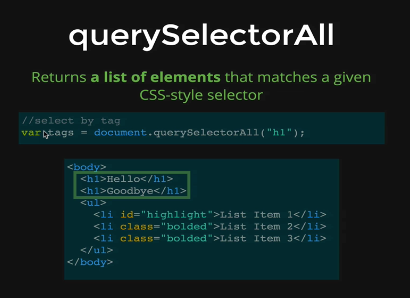 querySelectorAll
Returns a list of elements that matches a given
CSS-style selector
//select by tag
var tags = document.querySelectorAll("h1");
<body>
<h1>Hello</h1>
<h1>Goodbye</h1>
<ul>
<li id="highlight">List Item 1</li>
<li class="bolded">List Item 2</li>
<li class="bolded">List Item 3</li>
</ul>
</body>